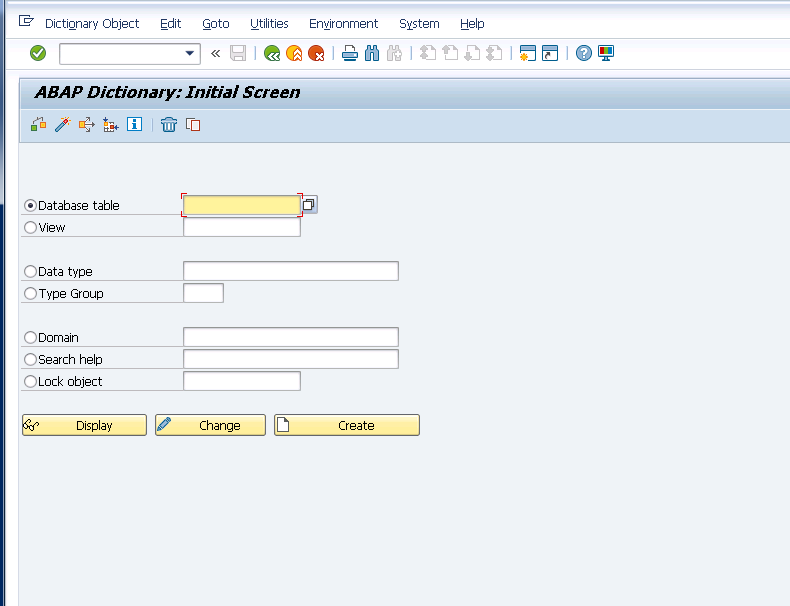 Dictionary Object Edit Goto Utilities Environment System Help
ABAP Dictionary: Initial Screen
Database table
View
Data type
Type Group
Domain
Search help
Lock object
Display Change Create